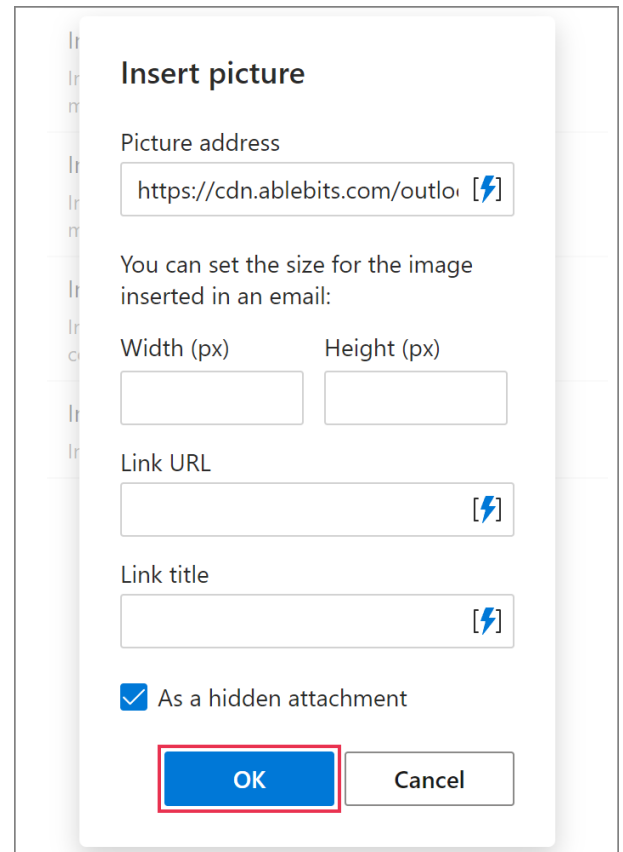 Insert picture
Picture address
https://cdn.ablebits.com/outlo
You can set the size for the image
inserted in an email:
Width (px) Height (px)
Link URL
Link title
As a hidden attachment
OK Cancel